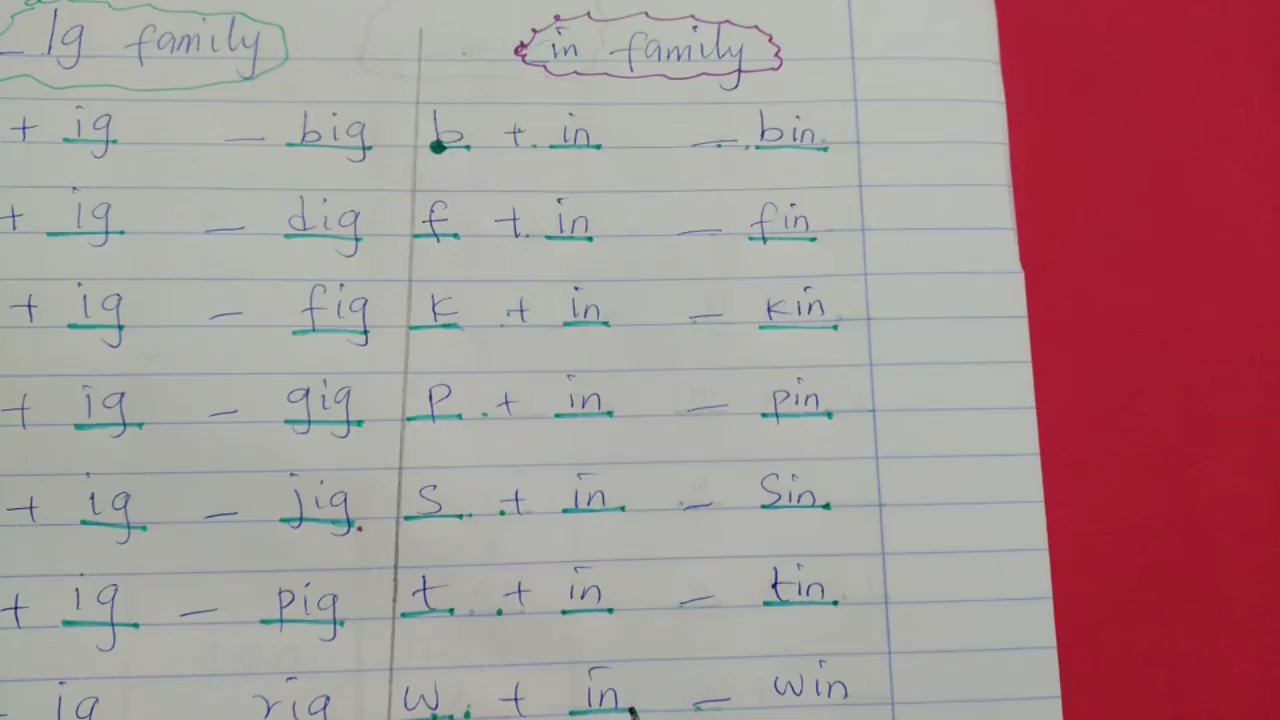 _ Ig family
_in family
+ ig - big b + in - bin
+ ig - dig f + in - fin
+ ig - fig k + in - kin
+ ig - gig p + in - pin
+ ig - jig s + in - Sin
+ ig - pig t + in - tin
- ig rig w + in - win